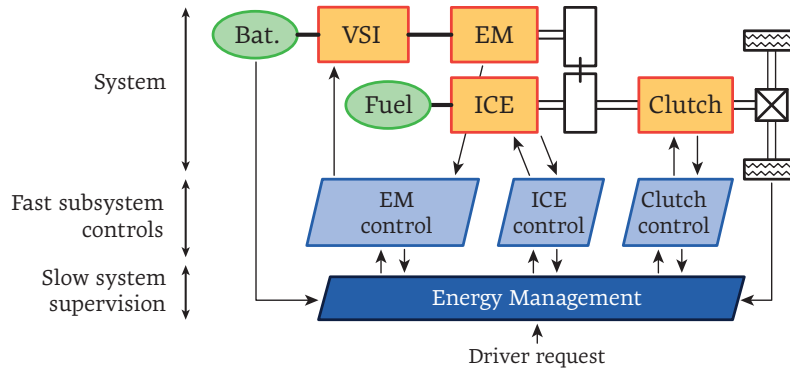 Bat.
VSI
EM
System
Fuel
ICE
Clutch
Fast subsystem
controls
EM
control
ICE
control
Clutch
control
Slow system
supervision
Energy Management
Driver request